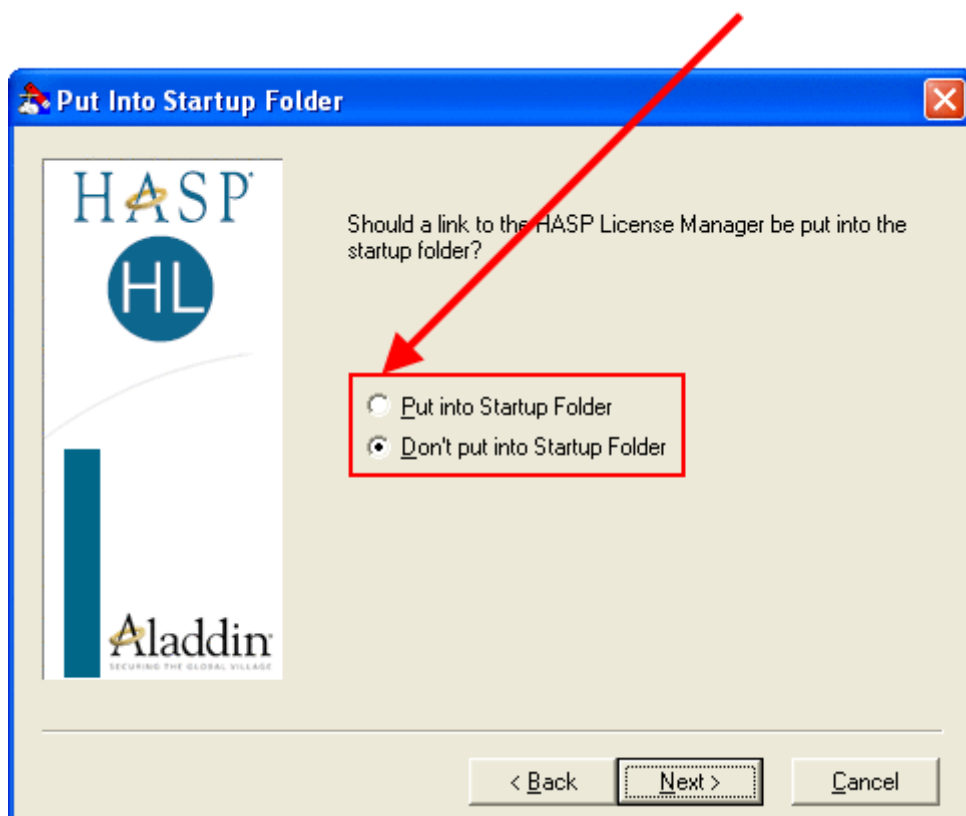 Put Into Startup Folder
HASP
HL
Should a link to the HASP License Manager be put into the
startup folder?
Put into Startup Folder
Don't put into Startup Folder
Aladdin
SECURING THE GLOBAL VILLAGE
< Back
Next >
Cancel